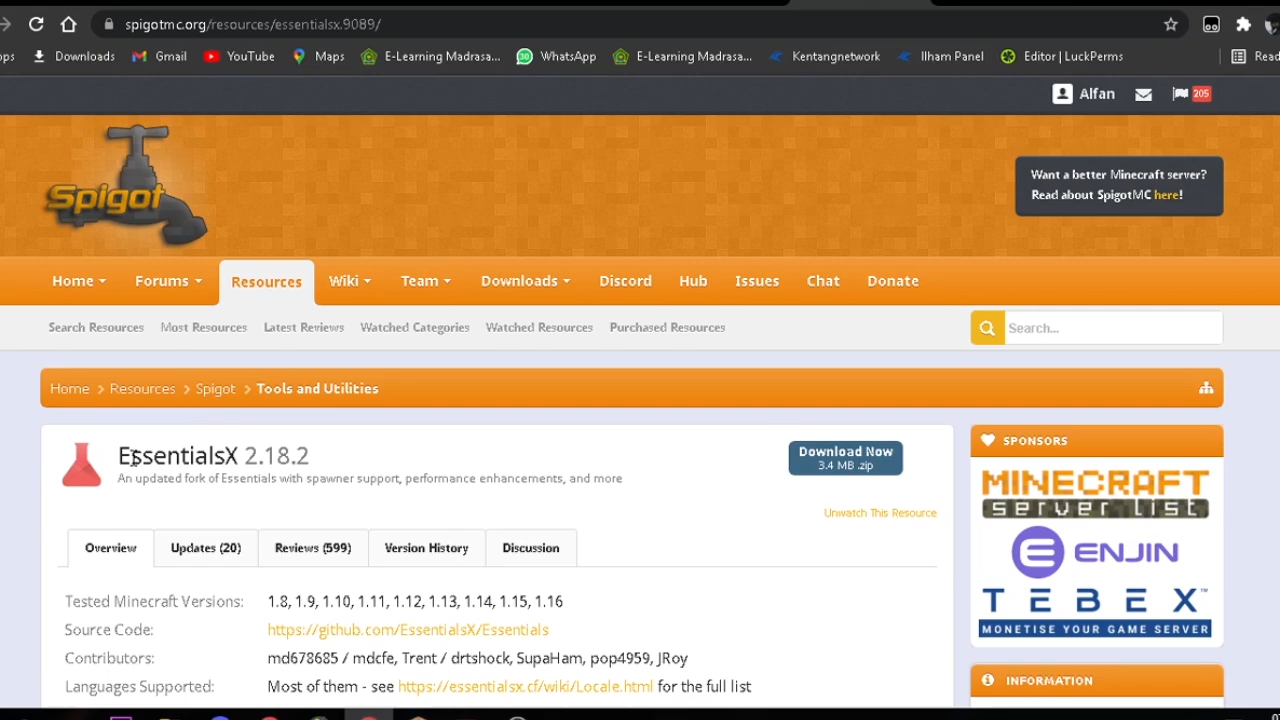 spigotmc.org/resources/essentialsx.9089/
Downloads Gmail YouTube Maps E-Learning Madrasa... WhatsApp E-Learning Madrasa... Kentangnetwork Ilham Panel Editor | LuckPerms
Alfan 205
Spigot
Want a better Minecraft server?
Read about SpigotMC here!
Home Forums Resources Wiki Team Downloads Discord Hub Issues Chat Donate
Search Resources Most Resources Latest Reviews Watched Categories Watched Resources Purchased Resources Search...
Home Resources Spigot Tools and Utilities
EssentialsX 2.18.2
An updated fork of Essentials with spawner support, performance enhancements, and more
Download Now
3.4 MB .zip
Unwatch This Resource
Overview Updates (20) Reviews (599) Version History Discussion
Tested Minecraft Versions: 1.8, 1.9, 1.10, 1.11, 1.12, 1.13, 1.14, 1.15, 1.16
Source Code: https://github.com/EssentialsX/Essentials
Contributors: md678685 / mdcfe, Trent / drtshock, SupaHam, pop4959, JRoy
Languages Supported: Most of them - see https://essentialsx.cf/wiki/Locale.html for the full list
SPONSORS
MINECRAFT
server list
ENJIN
TEBEX™
MONETISE YOUR GAME SERVER
INFORMATION